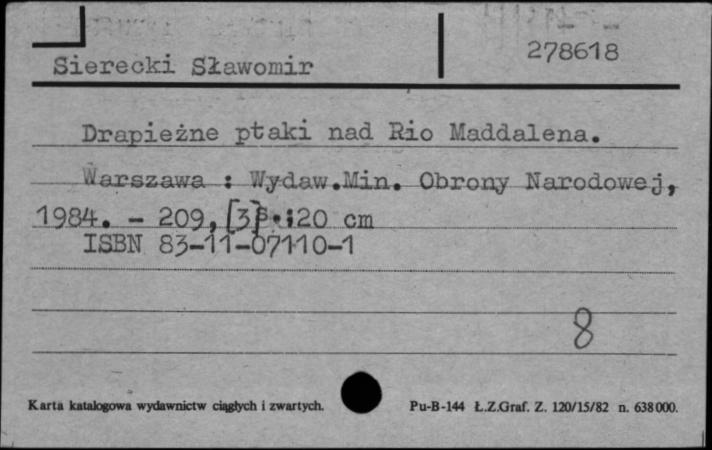 278618
Sierecki Sławomir
Drapieżne ptaki nad Rio Maddalena.
Warszawa : Wydaw.Min. Obrony Narodowej,
1984. - 209,[3]s.;20 cm
ISBN 83-11-07110-1
8
Karta katalogowa wydawnictw ciągłych i zwartych. Pu-B-144 Ł.Z.Graf. Z. 120/15/82 n. 638000.